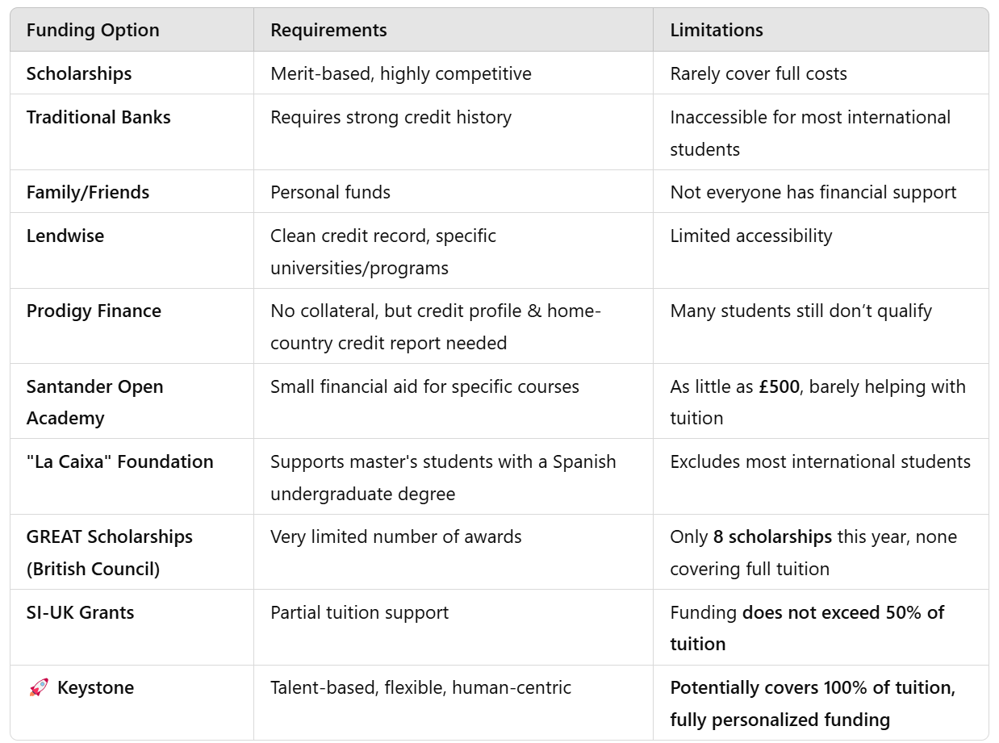 Funding Option Requirements Limitations
Scholarships Merit-based, highly competitive Rarely cover full costs
Traditional Banks Requires strong credit history Inaccessible for most international
students
Family/Friends Personal funds Not everyone has financial support
Lendwise Clean credit record, specific Limited accessibility
universities/programs
Prodigy Finance No collateral, but credit profile & home- Many students still don’t qualify
country credit report needed
Santander Open Small financial aid for specific courses As little as £500, barely helping with
Academy tuition
"La Caixa" Foundation Supports master's students with a Spanish Excludes most international students
undergraduate degree
GREAT Scholarships Very limited number of awards Only 8 scholarships this year, none
(British Council) covering full tuition
SI-UK Grants Partial tuition support Funding does not exceed 50% of
tuition
🚀 Keystone Talent-based, flexible, human-centric Potentially covers 100% of tuition,
fully personalized funding